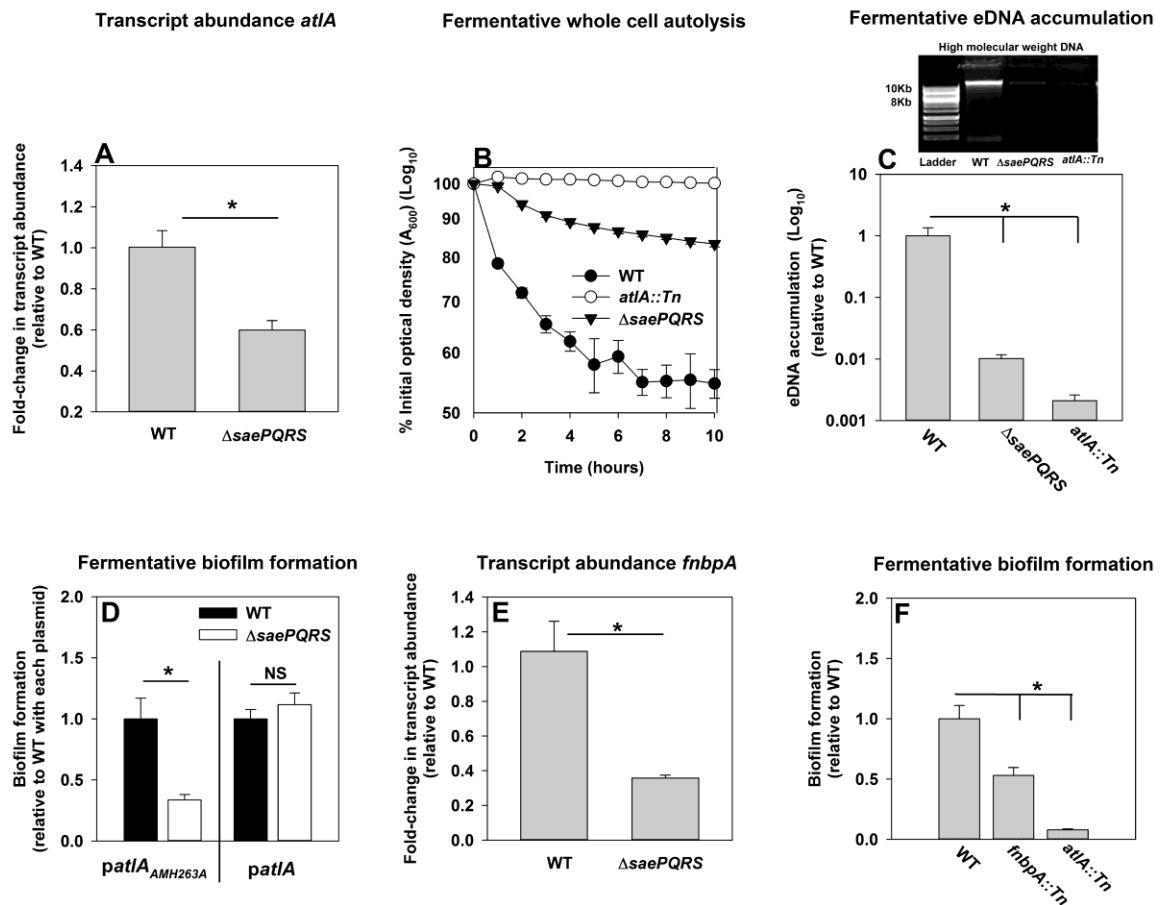 Transcript abundance atlA
A
Fold-change in transcript abundance
(relative to WT)
1.4
1.2
1.0
0.8
0.6
0.4
0.2
*
WT
ΔsaePQRS
Fermentative whole cell autolysis
B
% Initial optical density (A600) (Log10)
100
90
80
70
60
50
WT
atlA::Tn
ΔsaePQRS
0 2 4 6 8 10
Time (hours)
Fermentative eDNA accumulation
High molecular weight DNA
10Kb
8Kb
Ladder WT ΔsaePQRS atlA::Tn
C
eDNA accumulation (Log10)
(relative to WT)
10
1
0.1
0.01
0.001
*
WT
ΔsaePQRS
atlA::Tn
Fermentative biofilm formation
D
Biofilm formation
(relative to WT with each plasmid)
2.0
1.5
1.0
0.5
0.0
WT
ΔsaePQRS
*
NS
patlAAMH263A
patlA
Transcript abundance fnbpA
E
Fold-change in transcript abundance
(relative to WT)
1.4
1.2
1.0
0.8
0.6
0.4
0.2
0.0
*
WT
ΔsaePQRS
Fermentative biofilm formation
F
Biofilm formation
(relative to WT)
2.0
1.5
1.0
0.5
0.0
*
WT
fnbpA::Tn
atlA::Tn